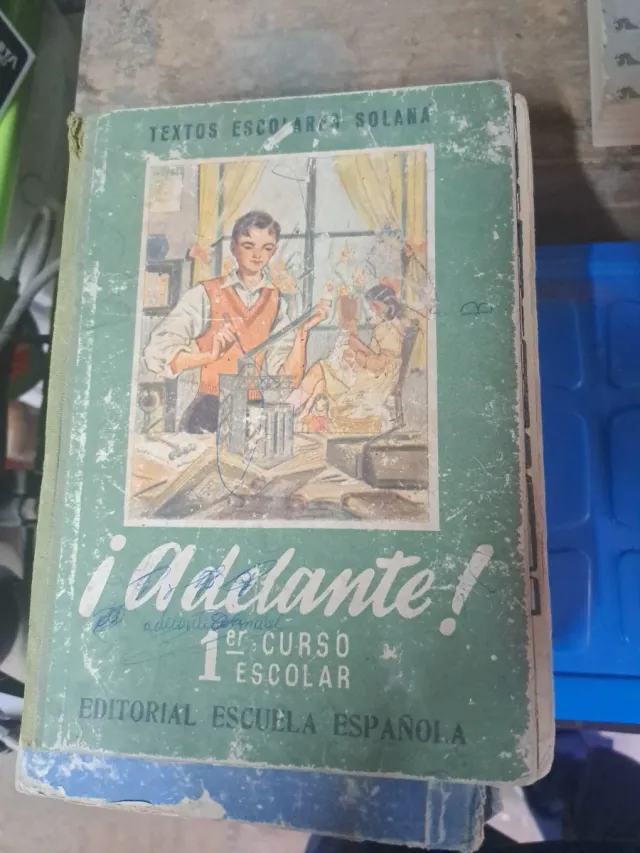 TEXTOS ESCOLARES SOLANA
¡Adelante!
1er CURSO
ESCOLAR
EDITORIAL ESCUELA ESPAÑOLA